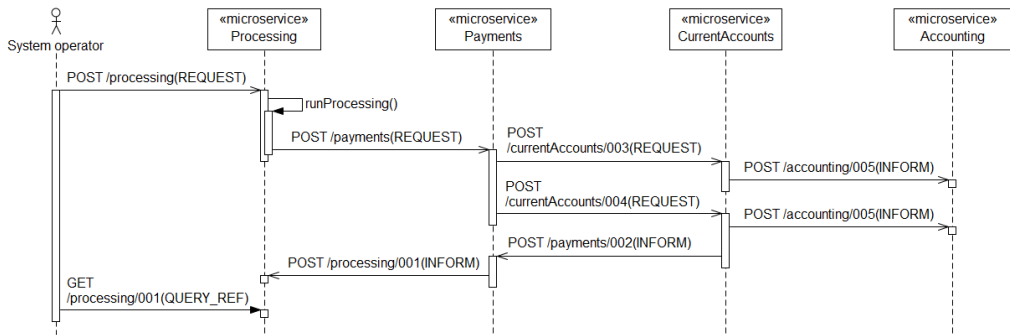 «microservice»
Processing
«microservice»
Payments
«microservice»
CurrentAccounts
«microservice»
Accounting
System operator
POST /processing(REQUEST)
runProcessing()
POST /payments(REQUEST)
POST
/currentAccounts/003(REQUEST)
POST /accounting/005(INFORM)
POST
/currentAccounts/004(REQUEST)
POST /accounting/005(INFORM)
POST /payments/002(INFORM)
POST /processing/001(INFORM)
GET
/processing/001(QUERY_REF)